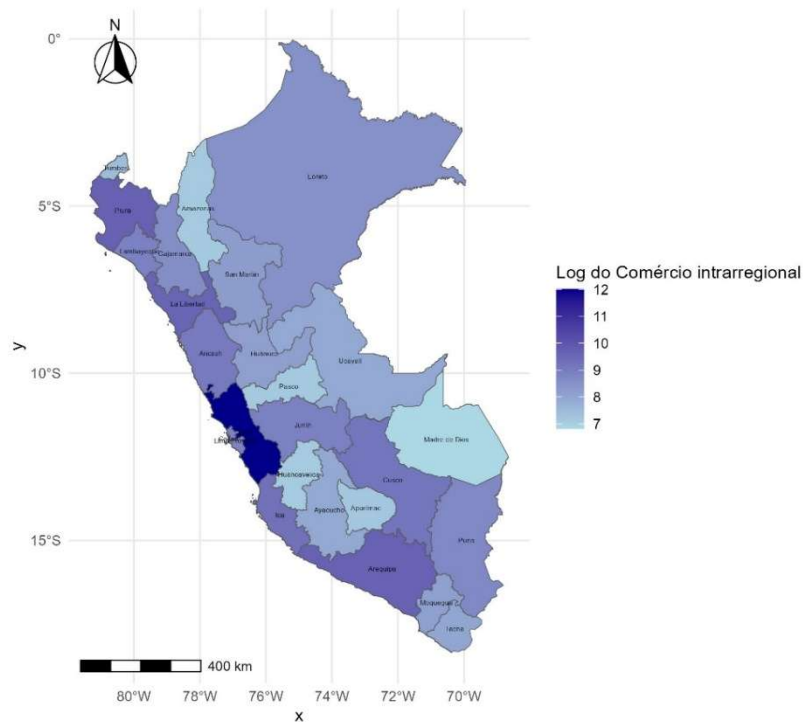 N
0°
Tumbes
Loreto
Amazonas
Piura
5°S
Lambayeque
Cajamarca
San Martín
La Libertad
Log do Comércio intrarregional
12
11
10
9
8
7
Ancash
Huánuco
Ucayali
y
10°S
Pasco
Junín
Madre de Dios
Huancavelica
Cusco
Ica
Ayacucho
Apurímac
Puno
15°S
Arequipa
Moquegua
Tacna
400 km
80°W
78°W
76°W
74°W
72°W
70°W
x